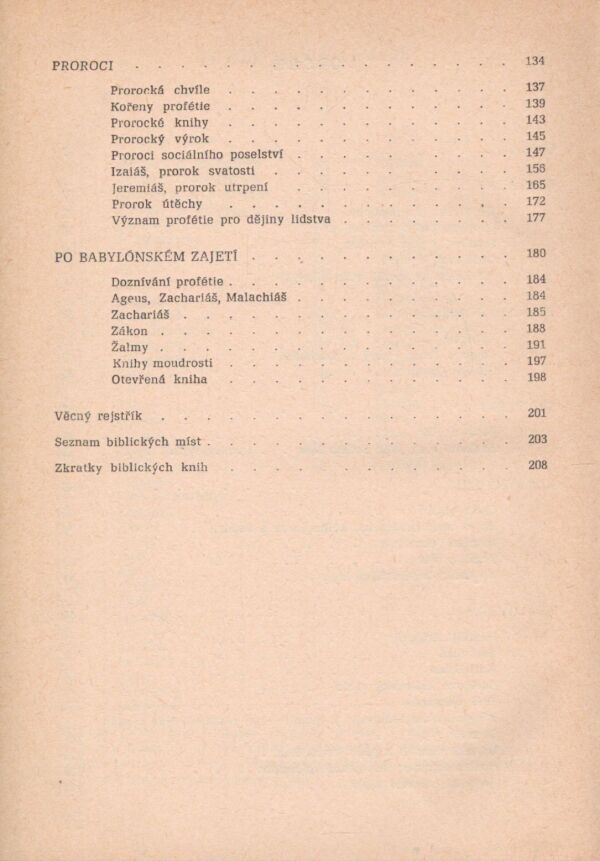 PROROCI . . . . . . . . . . . . . . . . 134
Prorocká chvíle . . . . . . . . . . . . 137
Kořeny profétie . . . . . . . . . . . . 139
Prorocké knihy . . . . . . . . . . . . 143
Prorocký výrok . . . . . . . . . . . . 145
Proroci sociálního poselství . . . . . . . . . 147
Izaiáš, prorok svatosti . . . . . . . . . . 156
Jeremiáš, prorok utrpení . . . . . . . . . 165
Prorok útěchy . . . . . . . . . . . . 172
Význam profétie pro dějiny lidstva . . . . . . . 177
PO BABYLÓNSKÉM ZAJETÍ . . . . . . . . . . . 180
Doznívání profétie . . . . . . . . . . . . 184
Ageus, Zachariáš, Malachiáš . . . . . . . . . 184
Zachariáš . . . . . . . . . . . . . . 185
Zákon . . . . . . . . . . . . . . . 188
Žalmy . . . . . . . . . . . . . . . 191
Knihy moudrosti . . . . . . . . . . . . 197
Otevřená kniha . . . . . . . . . . . . 198
Věcný rejstřík . . . . . . . . . . . . . . 201
Seznam biblických míst . . . . . . . . . . . . 203
Zkratky biblických knih . . . . . . . . . . . . 208